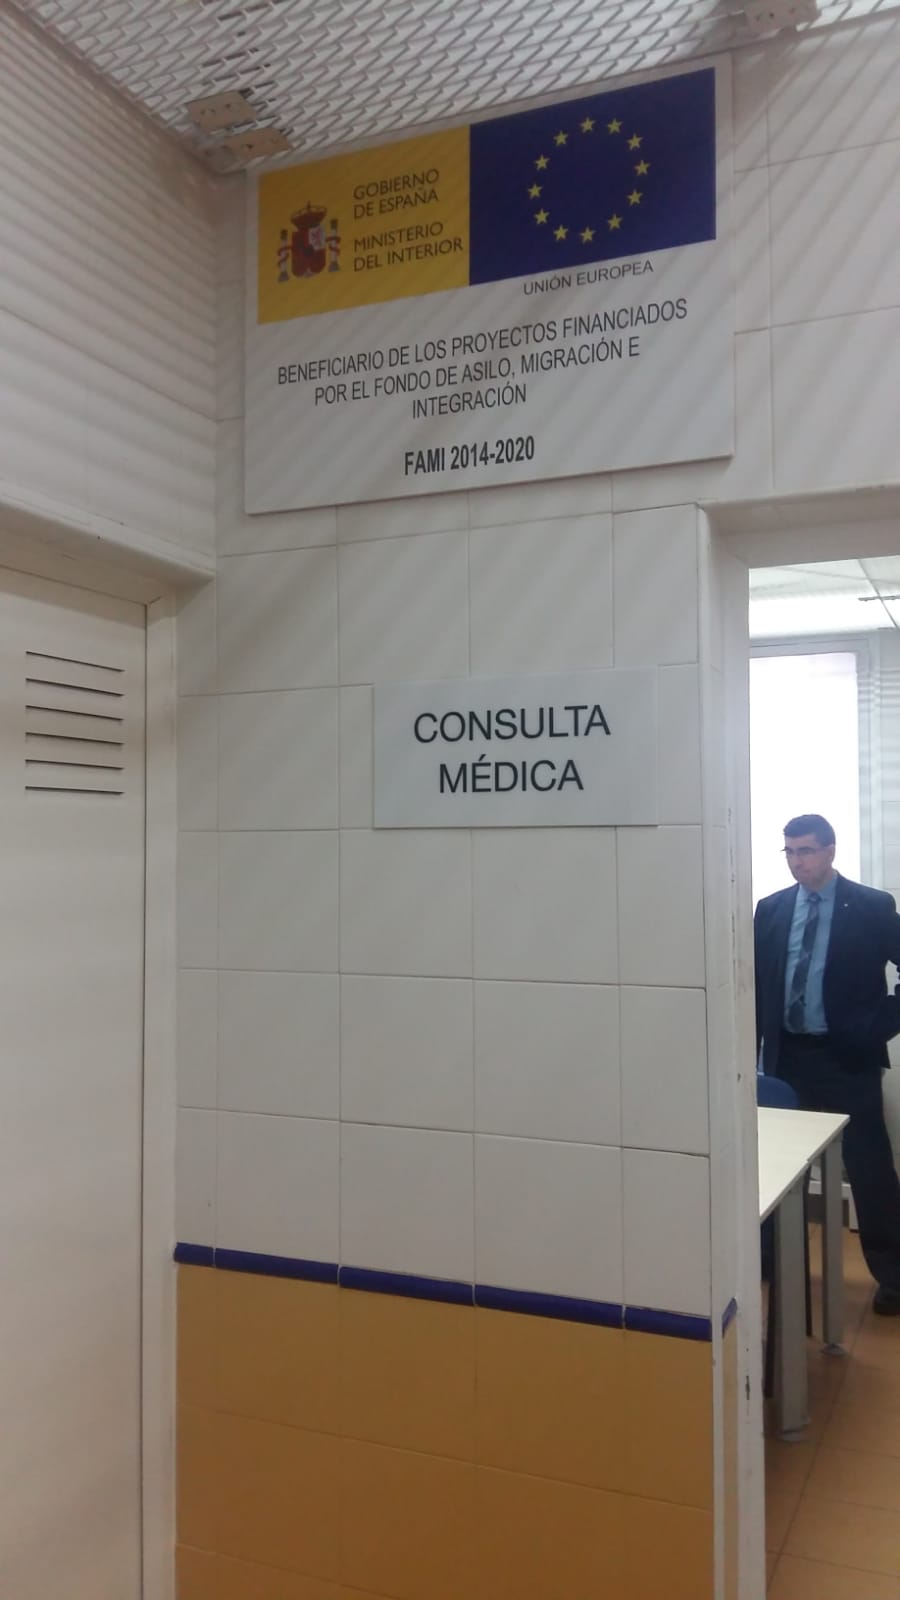 GOBIERNO
DE ESPAÑA
MINISTERIO
DEL INTERIOR
UNIÓN EUROPEA
BENEFICIARIO DE LOS PROYECTOS FINANCIADOS
POR EL FONDO DE ASILO, MIGRACIÓN E
INTEGRACIÓN
FAMI 2014-2020
CONSULTA
MÉDICA